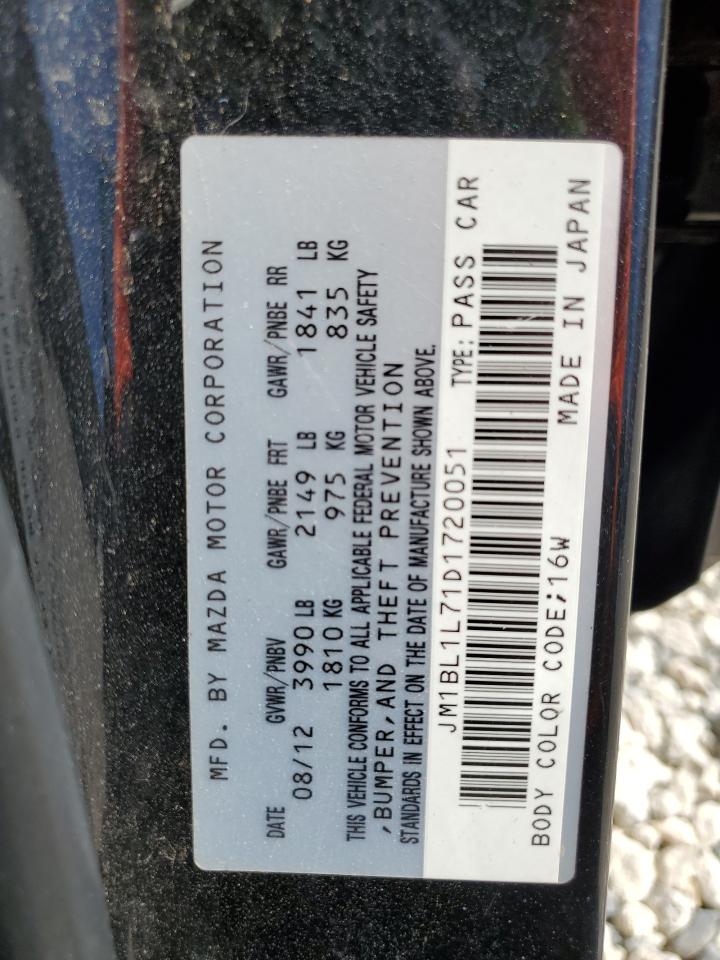 MFD. BY MAZDA MOTOR CORPORATION
DATE GVWR/PNBV GAWR/PNBE FRT GAWR/PNBE RR
08/12 3990 LB 2149 LB 1841 LB
1810 KG 975 KG 835 KG
THIS VEHICLE CONFORMS TO ALL APPLICABLE FEDERAL MOTOR VEHICLE SAFETY
,BUMPER,AND THEFT PREVENTION
STANDARDS IN EFFECT ON THE DATE OF MANUFACTURE SHOWN ABOVE.
JM1BL1L71D1720051 TYPE: PASS CAR
BODY COLOR CODE;16W MADE IN JAPAN